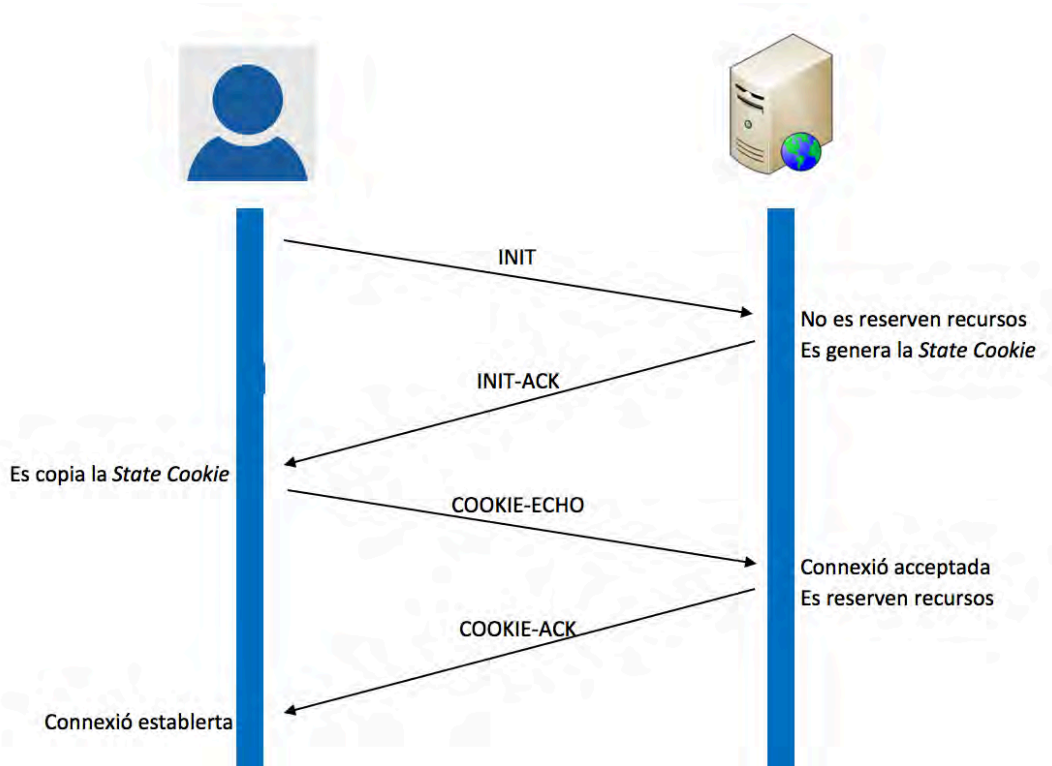 INIT
No es reserven recursos
Es genera la State Cookie
INIT-ACK
Es copia la State Cookie
COOKIE-ECHO
Connexió acceptada
Es reserven recursos
COOKIE-ACK
Connexió establerta